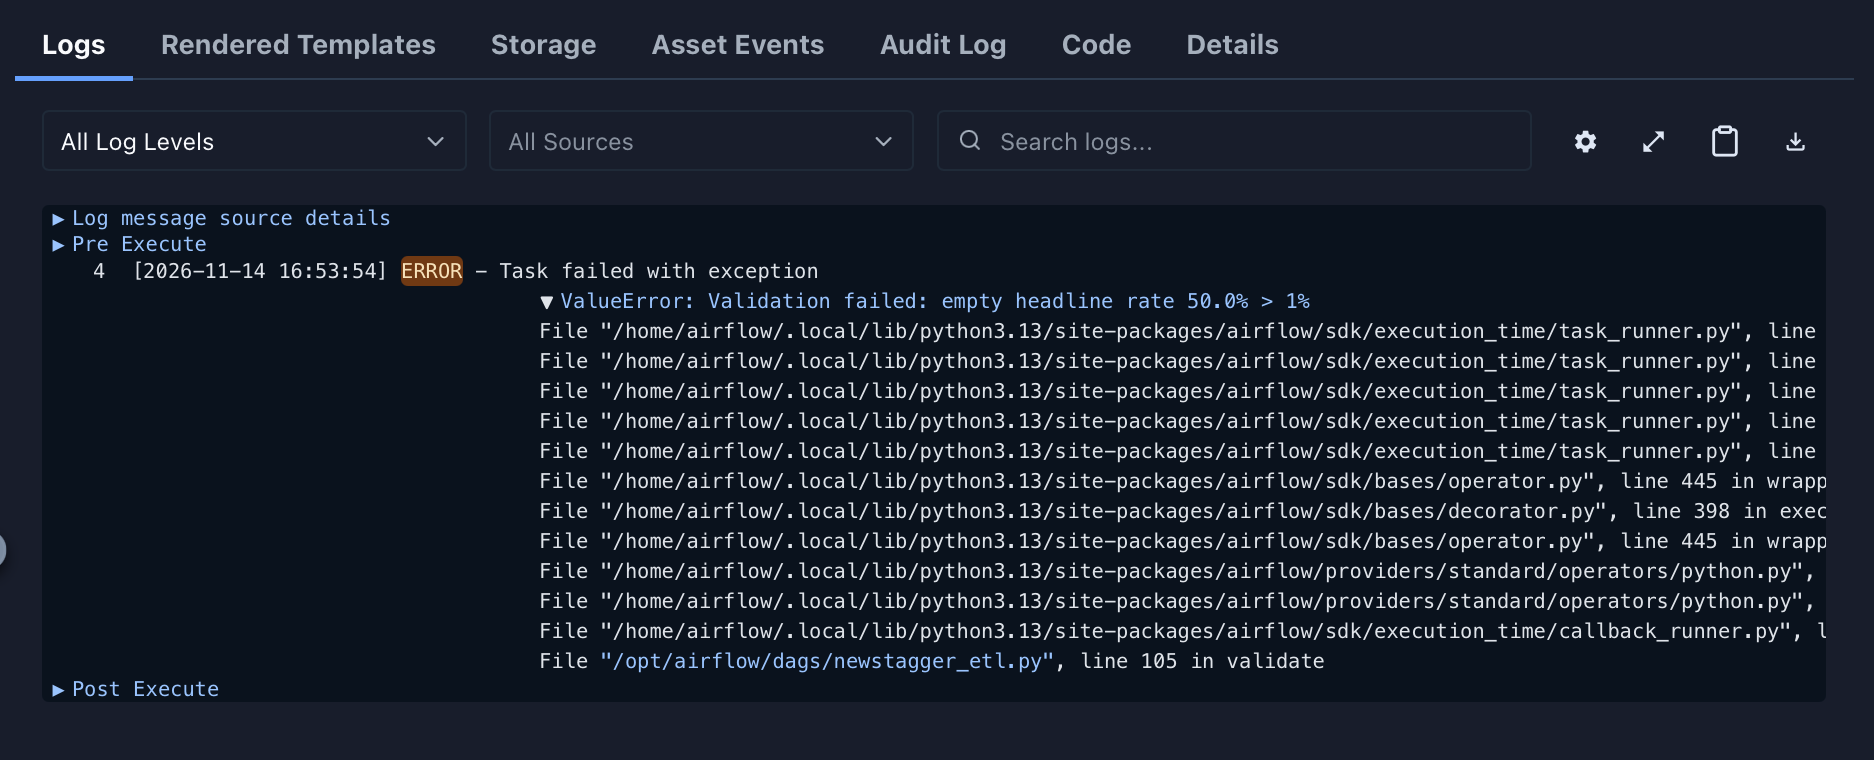 Logs Rendered Templates Storage Asset Events Audit Log Code Details
All Log Levels All Sources Search logs...
▶ Log message source details
▶ Pre Execute
4 [2026-11-14 16:53:54] ERROR - Task failed with exception
▼ ValueError: Validation failed: empty headline rate 50.0% > 1%
File "/home/airflow/.local/lib/python3.13/site-packages/airflow/sdk/execution_time/task_runner.py", line
File "/home/airflow/.local/lib/python3.13/site-packages/airflow/sdk/execution_time/task_runner.py", line
File "/home/airflow/.local/lib/python3.13/site-packages/airflow/sdk/execution_time/task_runner.py", line
File "/home/airflow/.local/lib/python3.13/site-packages/airflow/sdk/execution_time/task_runner.py", line
File "/home/airflow/.local/lib/python3.13/site-packages/airflow/sdk/execution_time/task_runner.py", line
File "/home/airflow/.local/lib/python3.13/site-packages/airflow/sdk/bases/operator.py", line 445 in wrapp
File "/home/airflow/.local/lib/python3.13/site-packages/airflow/sdk/bases/decorator.py", line 398 in exec
File "/home/airflow/.local/lib/python3.13/site-packages/airflow/sdk/bases/operator.py", line 445 in wrapp
File "/home/airflow/.local/lib/python3.13/site-packages/airflow/providers/standard/operators/python.py",
File "/home/airflow/.local/lib/python3.13/site-packages/airflow/providers/standard/operators/python.py",
File "/home/airflow/.local/lib/python3.13/site-packages/airflow/sdk/execution_time/callback_runner.py", l
File "/opt/airflow/dags/newstagger_etl.py", line 105 in validate
▶ Post Execute